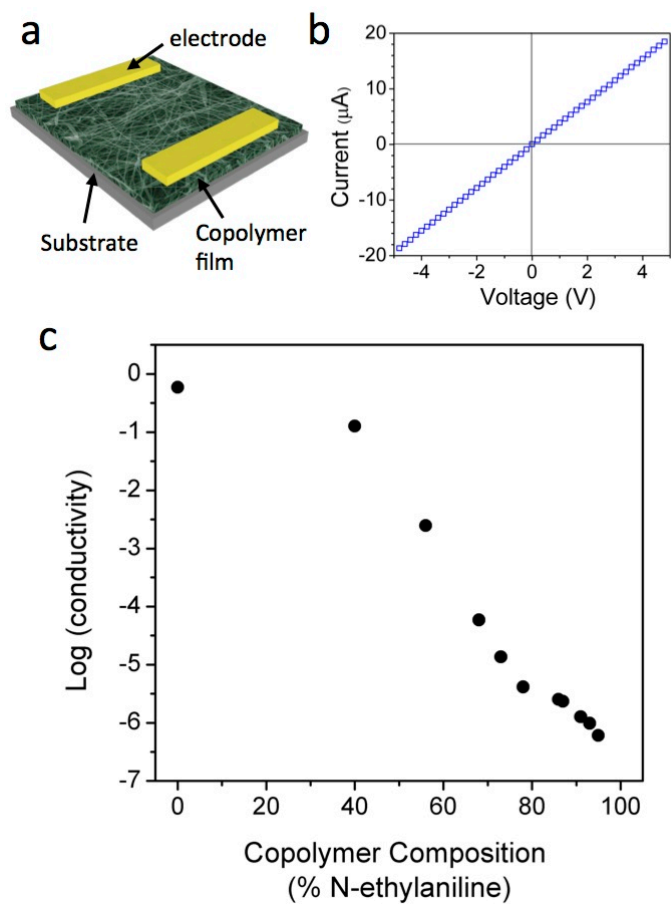 a
electrode
Substrate
Copolymer
film
b
20
10
0
-10
-20
Current (μA)
-4
-2
0
2
4
Voltage (V)
c
0
-1
-2
-3
-4
-5
-6
-7
Log (conductivity)
0
20
40
60
80
100
Copolymer Composition
(% N-ethylaniline)